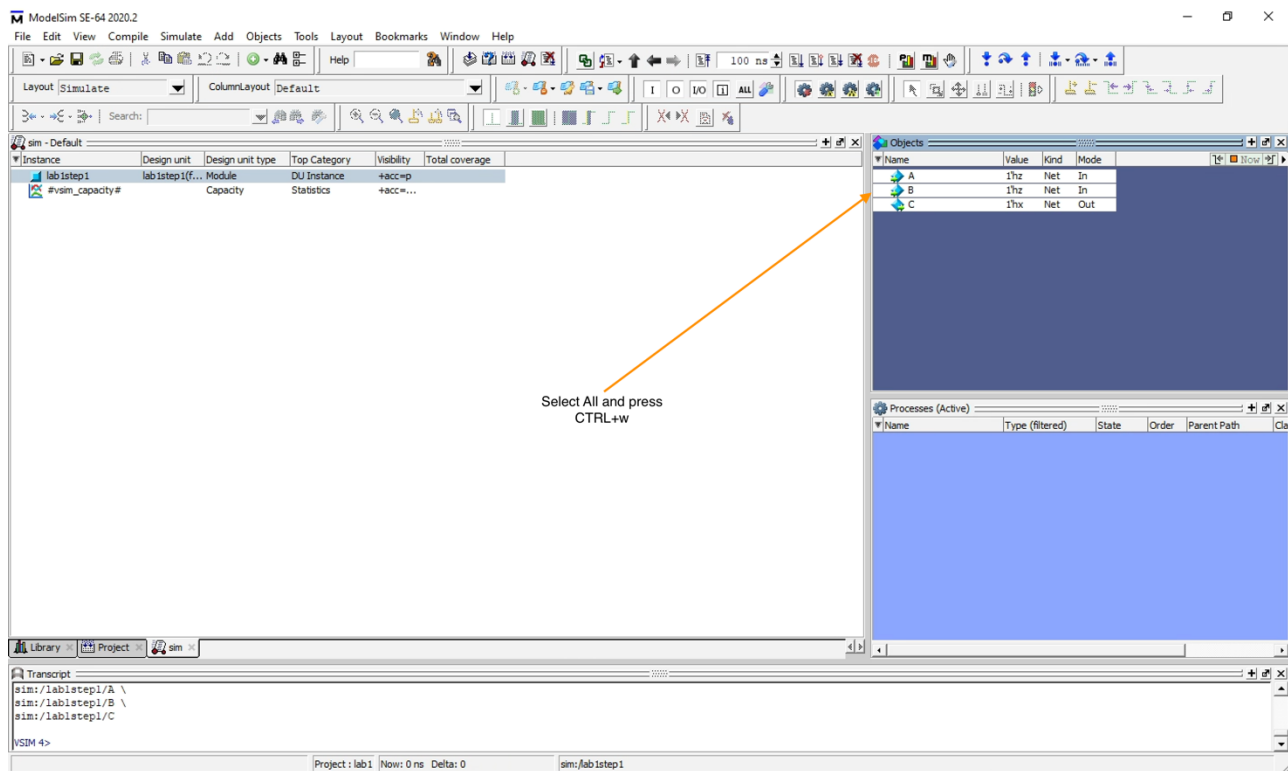 ModelSim SE-64 2020.2
File Edit View Compile Simulate Add Objects Tools Layout Bookmarks Window Help
Help
100 ns
Layout Simulate
ColumnLayout Default
I O I/O ALL
Search:
sim - Default
Instance Design unit Design unit type Top Category Visibility Total coverage
lab1step1 lab1step1(f... Module DU Instance +acc=p
#vsim_capacity# Capacity Statistics +acc=...
Objects
Name Value Kind Mode
Now
A 1'hz Net In
B 1'hz Net In
C 1'hx Net Out
Select All and press
CTRL+w
Processes (Active)
Name Type (filtered) State Order Parent Path Cla
Library Project sim
Transcript
sim:/lab1step1/A \
sim:/lab1step1/B \
sim:/lab1step1/C
VSIM 4>
Project : lab1 Now: 0 ns Delta: 0 sim:/lab1step1